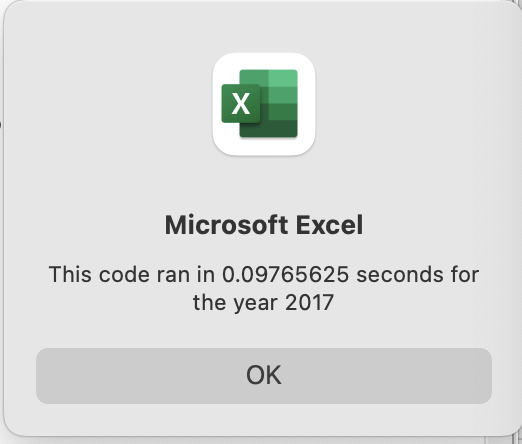 X
Microsoft Excel
This code ran in 0.09765625 seconds for
the year 2017
OK